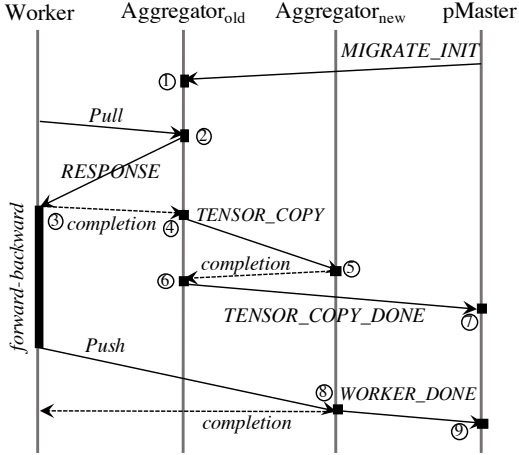 Worker Aggregator_old Aggregator_new pMaster
MIGRATE_INIT
①
Pull
②
RESPONSE
③ completion ④ TENSOR_COPY
forward-backward
completion ⑤
⑥
TENSOR_COPY_DONE ⑦
Push
⑧ WORKER_DONE
completion ⑨